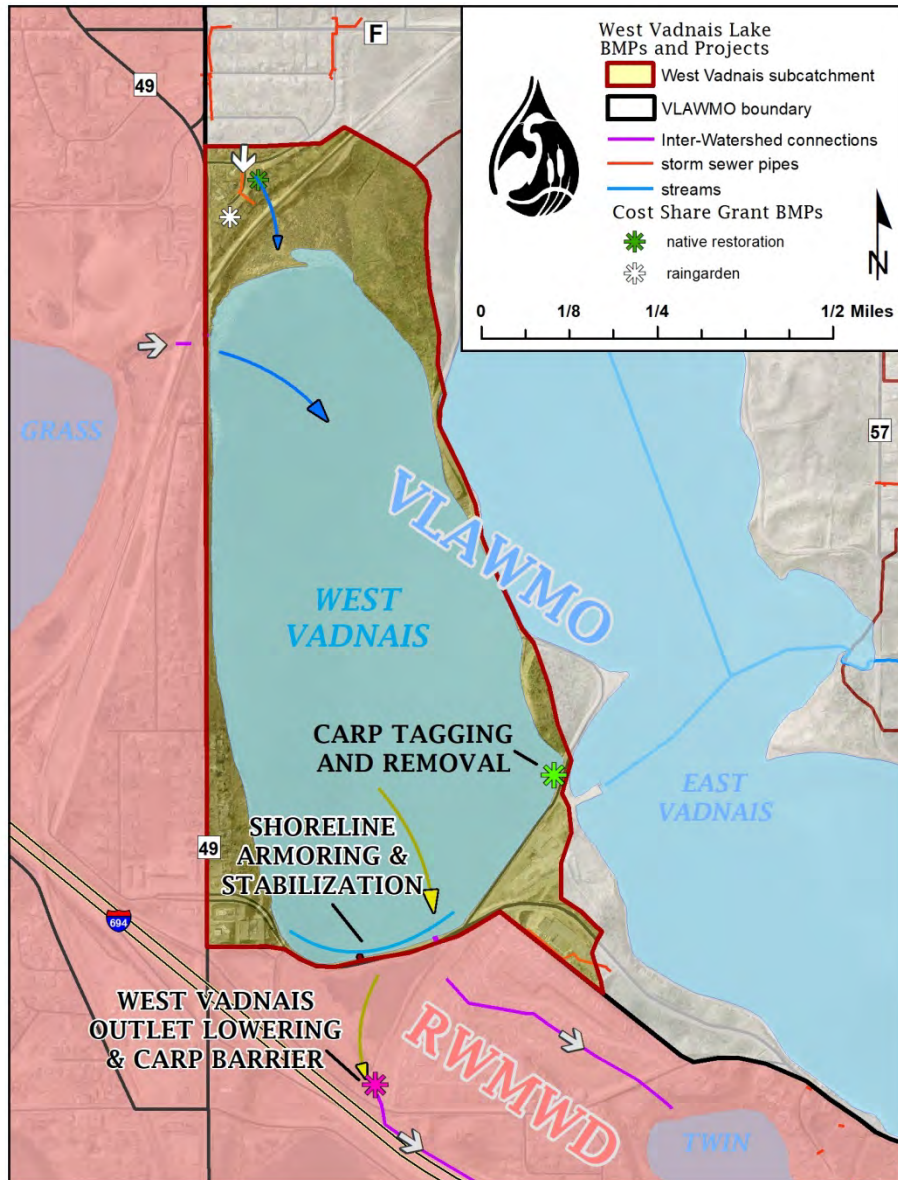 West Vadnais Lake
BMPs and Projects
West Vadnais subcatchment
VLAWMO boundary
Inter-Watershed connections
storm sewer pipes
streams
Cost Share Grant BMPs
native restoration
raingarden
N
0 1/8 1/4 1/2 Miles
F
49
57
GRASS
VLAWMO
WEST
VADNAIS
CARP TAGGING
AND REMOVAL
EAST
VADNAIS
49
SHORELINE
ARMORING &
STABILIZATION
694
WEST VADNAIS
OUTLET LOWERING
& CARP BARRIER
RWMWD
TWIN